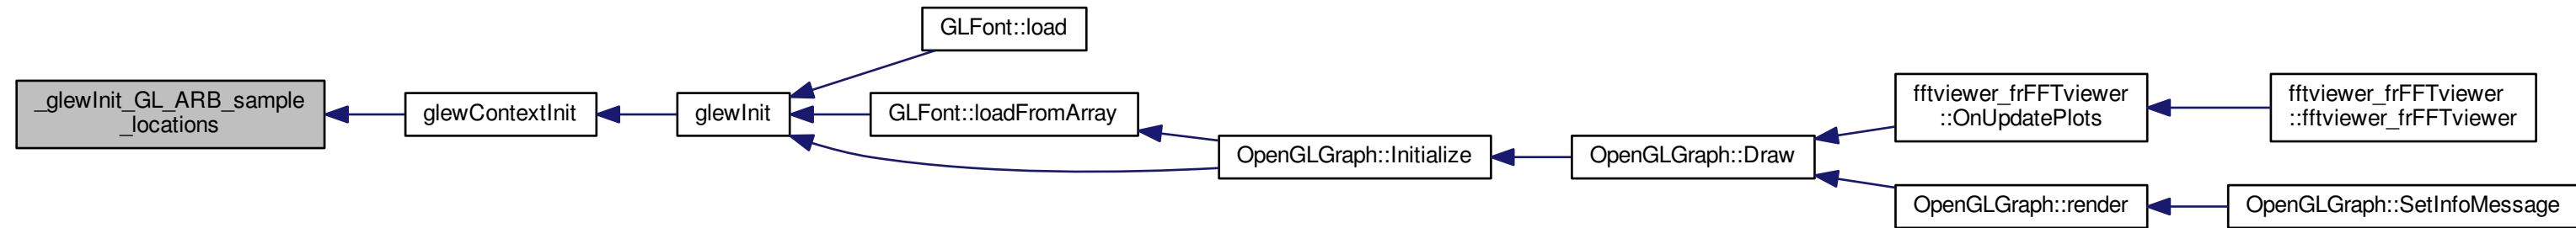 _glewInit_GL_ARB_sample
_locations
glewContextInit
glewInit
GLFont::load
GLFont::loadFromArray
OpenGLGraph::Initialize
OpenGLGraph::Draw
fftviewer_frFFTviewer
::OnUpdatePlots
fftviewer_frFFTviewer
::fftviewer_frFFTviewer
OpenGLGraph::render
OpenGLGraph::SetInfoMessage